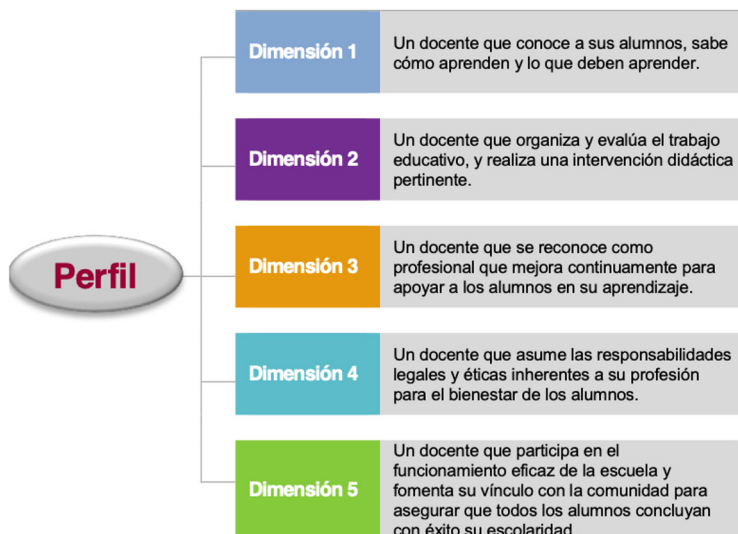 Perfil
Dimensión 1
Un docente que conoce a sus alumnos, sabe
cómo aprenden y lo que deben aprender.
Dimensión 2
Un docente que organiza y evalúa el trabajo
educativo, y realiza una intervención didáctica
pertinente.
Dimensión 3
Un docente que se reconoce como
profesional que mejora continuamente para
apoyar a los alumnos en su aprendizaje.
Dimensión 4
Un docente que asume las responsabilidades
legales y éticas inherentes a su profesión
para el bienestar de los alumnos.
Dimensión 5
Un docente que participa en el
funcionamiento eficaz de la escuela y
fomenta su vínculo con la comunidad para
asegurar que todos los alumnos concluyan
con éxito su escolaridad